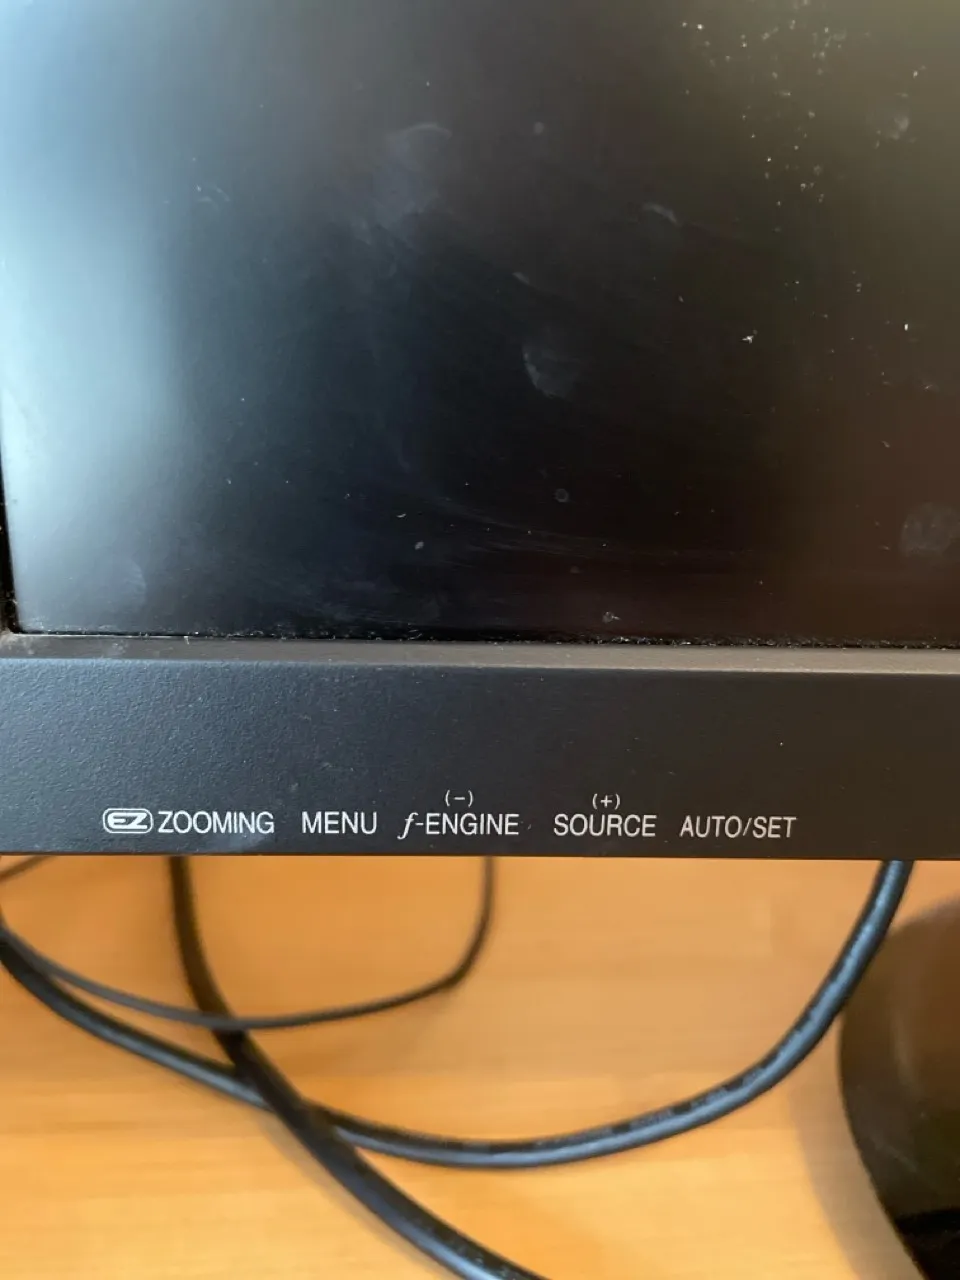 (-) (+)
EZ ZOOMING MENU f-ENGINE SOURCE AUTO/SET